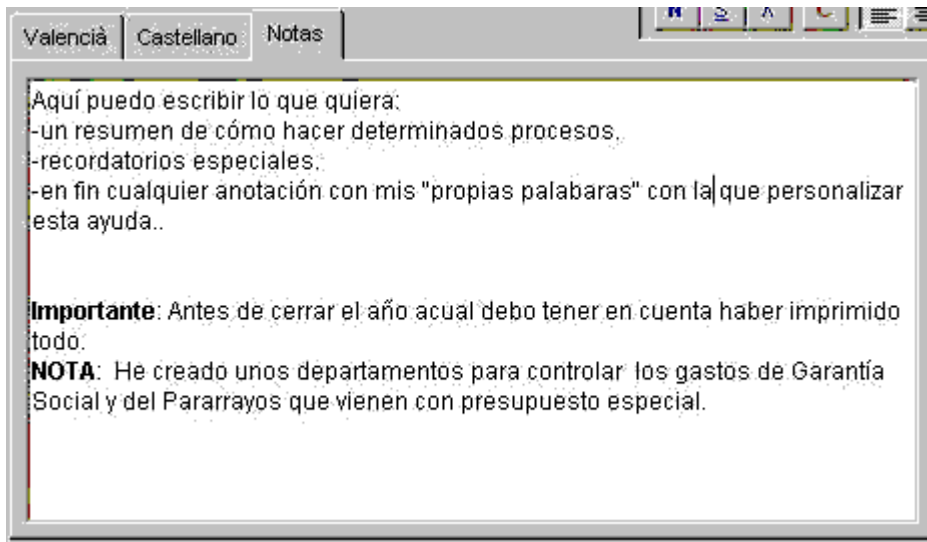 Valencià Castellano Notas
N S A C
Aquí puedo escribir lo que quiera:
-un resumen de cómo hacer determinados procesos,
-recordatorios especiales,
-en fin cualquier anotación con mis "propias palabaras" con la que personalizar
esta ayuda..
Importante: Antes de cerrar el año acual debo tener en cuenta haber imprimido
todo.
NOTA: He creado unos departamentos para controlar los gastos de Garantía
Social y del Pararrayos que vienen con presupuesto especial.